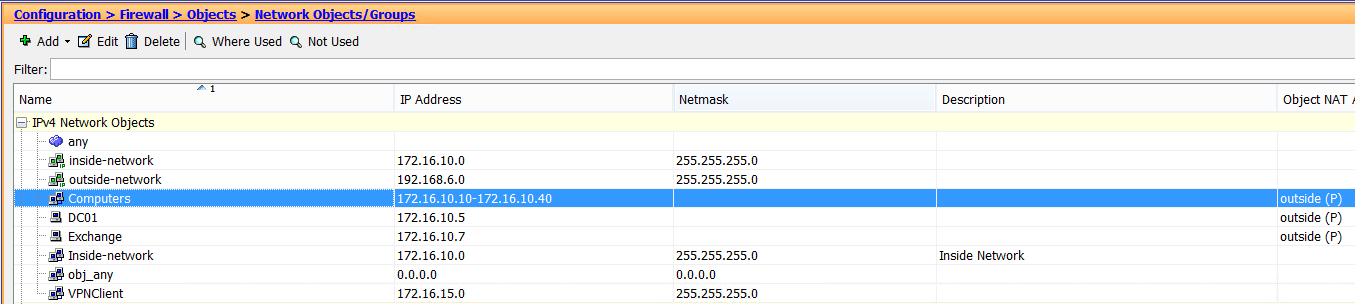 Configuration > Firewall > Objects > Network Objects/Groups
Add Edit Delete Where Used Not Used
Filter:
Name 1 IP Address Netmask Description Object NAT A
IPv4 Network Objects
any
inside-network 172.16.10.0 255.255.255.0
outside-network 192.168.6.0 255.255.255.0
Computers 172.16.10.10-172.16.10.40 outside (P)
DC01 172.16.10.5 outside (P)
Exchange 172.16.10.7 outside (P)
Inside-network 172.16.10.0 255.255.255.0 Inside Network
obj_any 0.0.0.0 0.0.0.0
VPNClient 172.16.15.0 255.255.255.0